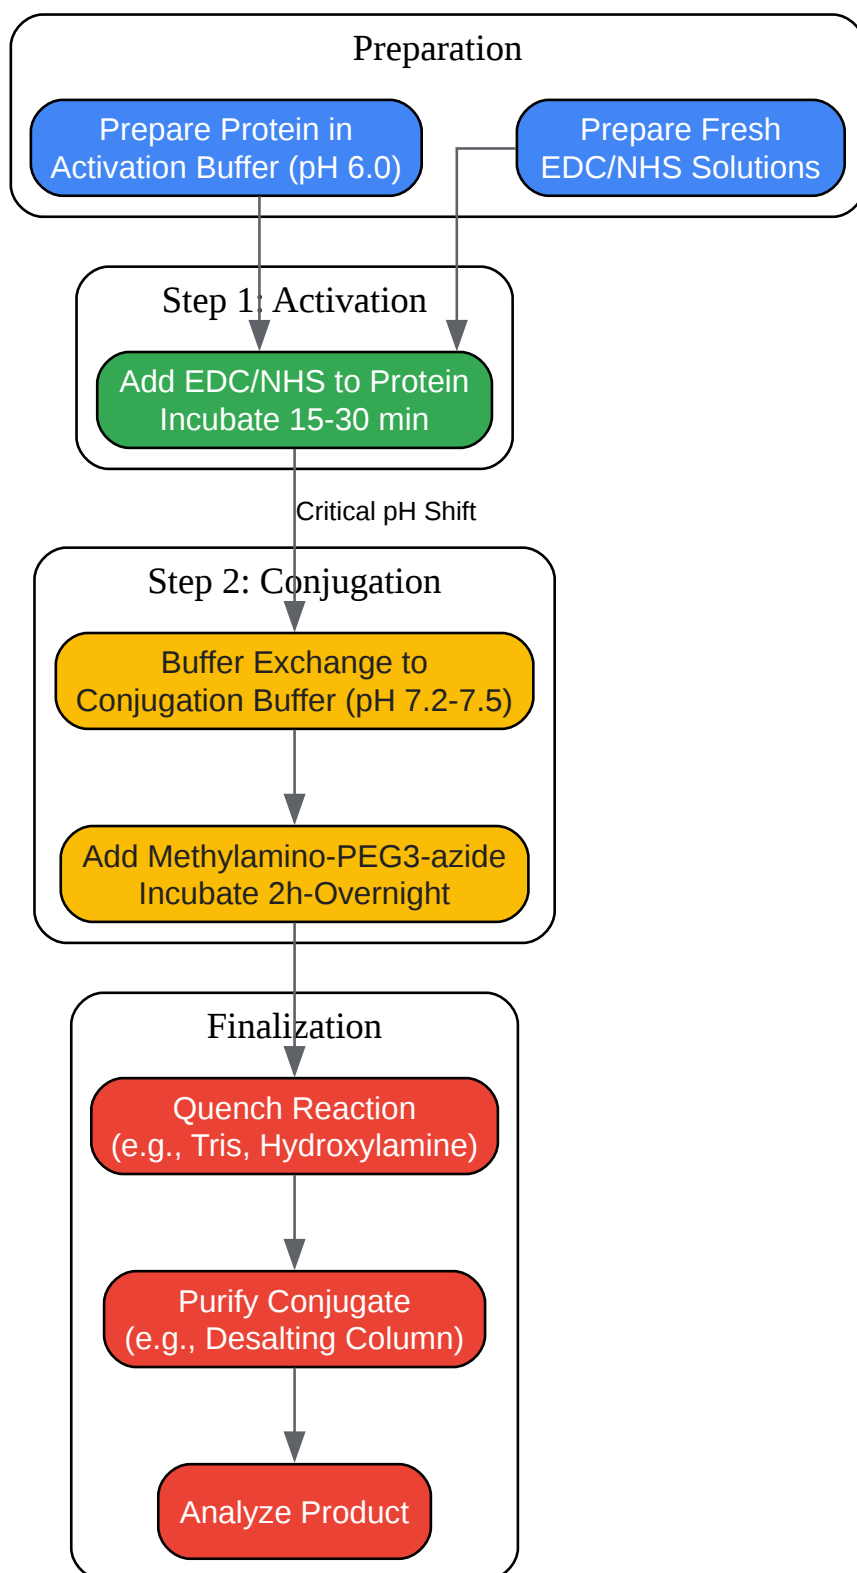 Preparation
Prepare Protein in
Activation Buffer (pH 6.0)
Prepare Fresh
EDC/NHS Solutions
Step 1: Activation
Add EDC/NHS to Protein
Incubate 15-30 min
Critical pH Shift
Step 2: Conjugation
Buffer Exchange to
Conjugation Buffer (pH 7.2-7.5)
Add Methylamino-PEG3-azide
Incubate 2h-Overnight
Finalization
Quench Reaction
(e.g., Tris, Hydroxylamine)
Purify Conjugate
(e.g., Desalting Column)
Analyze Product